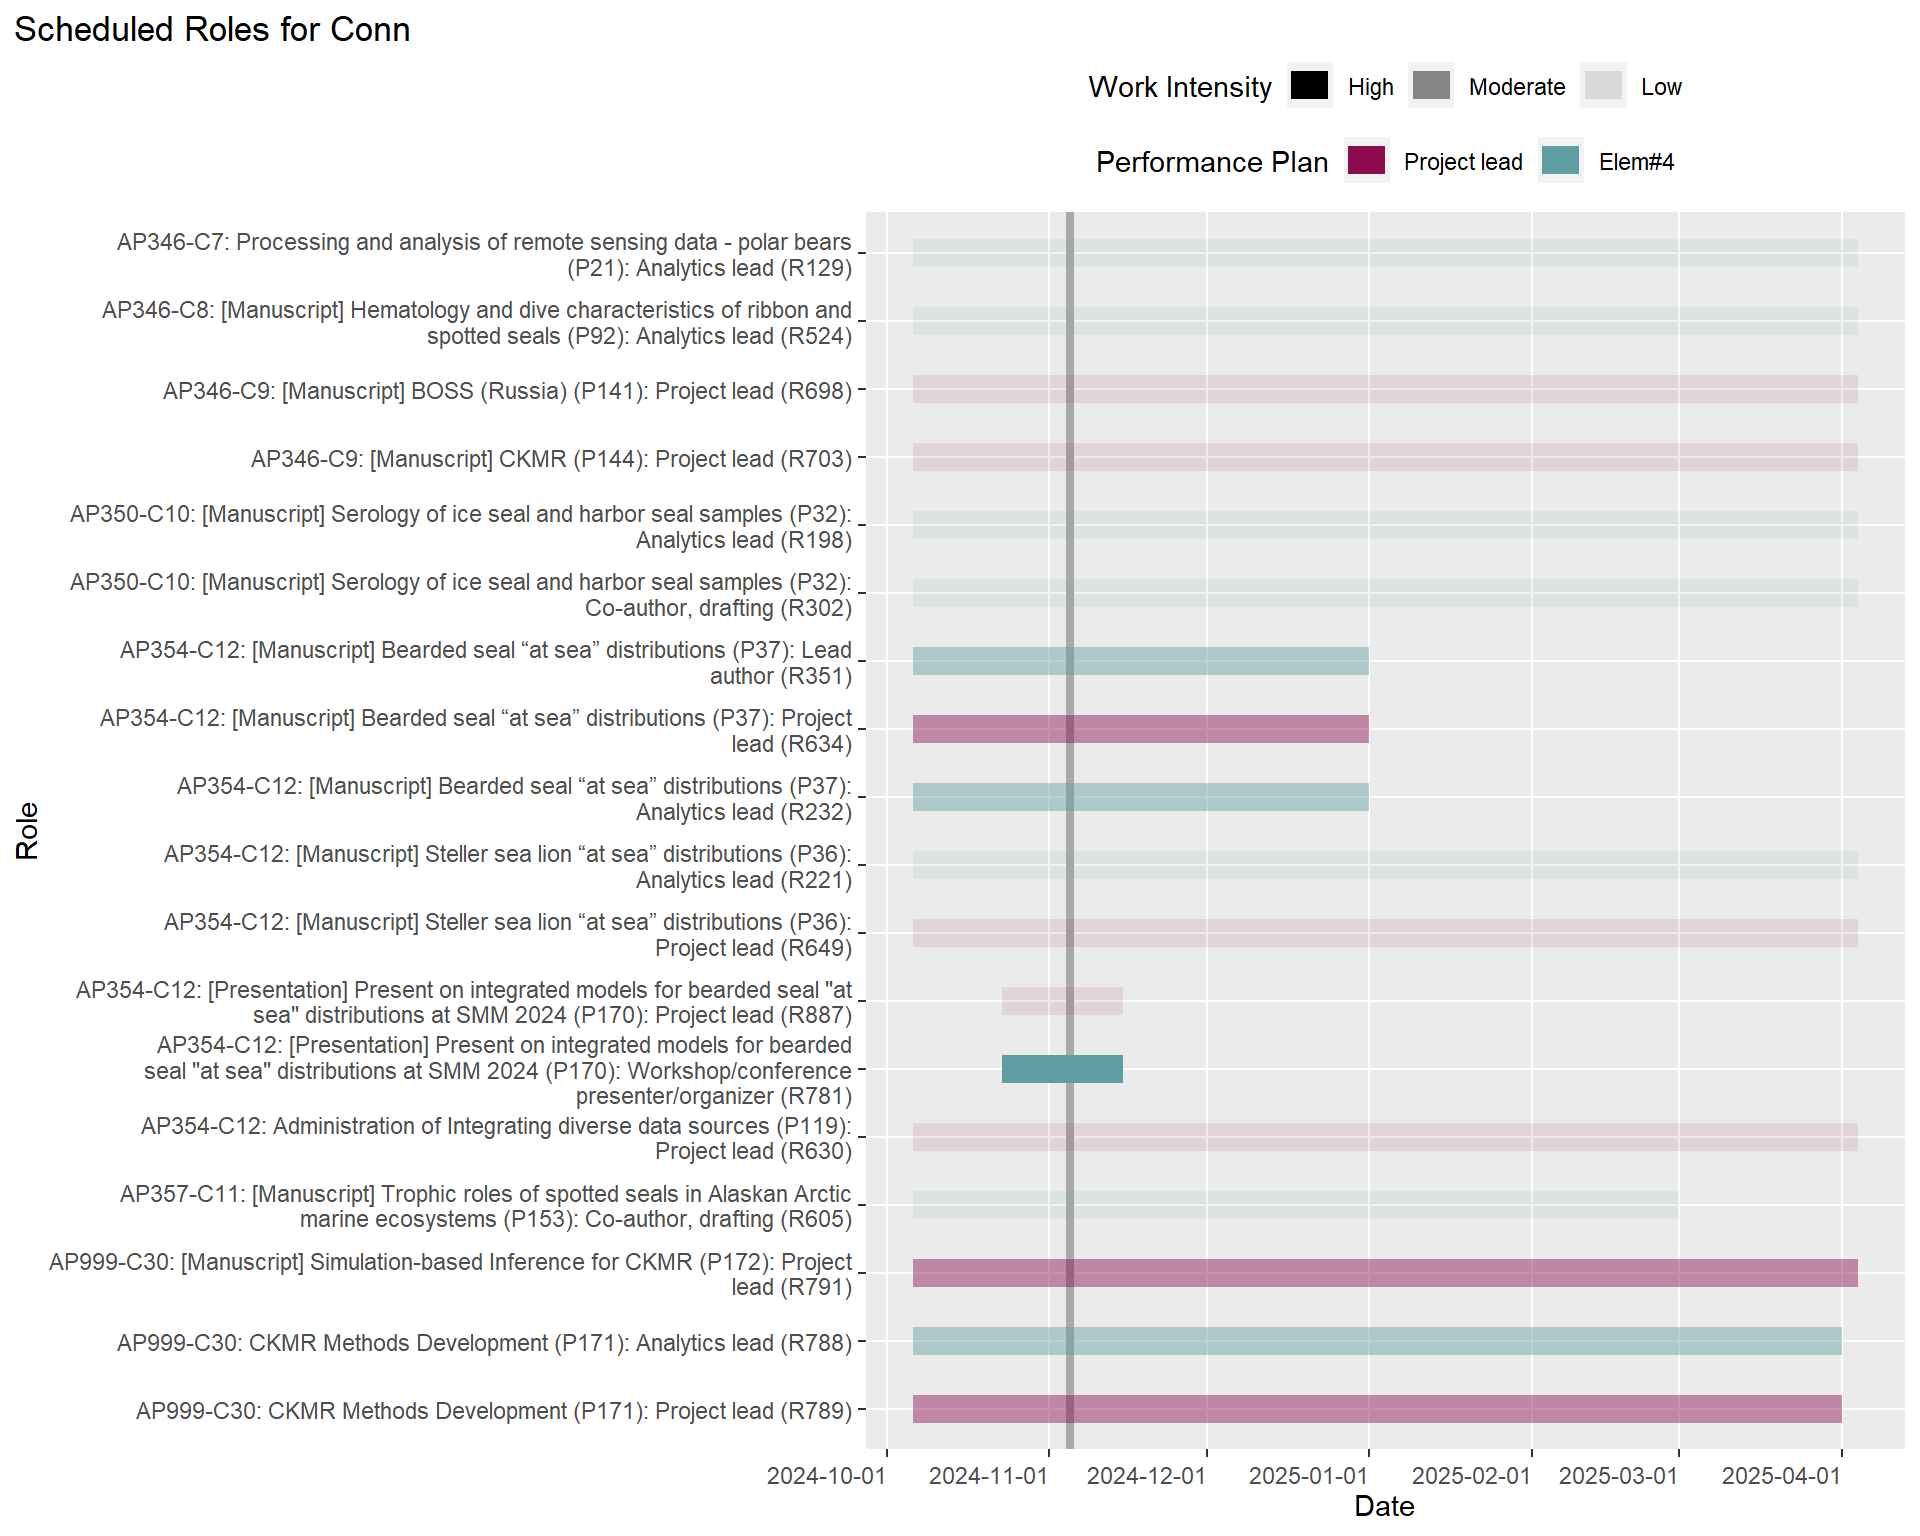 Scheduled Roles for Conn
Work Intensity High Moderate Low
Performance Plan Project lead Elem#4
AP346-C7: Processing and analysis of remote sensing data - polar bears
(P21): Analytics lead (R129)
AP346-C8: [Manuscript] Hematology and dive characteristics of ribbon and
spotted seals (P92): Analytics lead (R524)
AP346-C9: [Manuscript] BOSS (Russia) (P141): Project lead (R698)
AP346-C9: [Manuscript] CKMR (P144): Project lead (R703)
AP350-C10: [Manuscript] Serology of ice seal and harbor seal samples (P32):
Analytics lead (R198)
AP350-C10: [Manuscript] Serology of ice seal and harbor seal samples (P32):
Co-author, drafting (R302)
AP354-C12: [Manuscript] Bearded seal “at sea” distributions (P37): Lead
author (R351)
AP354-C12: [Manuscript] Bearded seal “at sea” distributions (P37): Project
lead (R634)
AP354-C12: [Manuscript] Bearded seal “at sea” distributions (P37):
Analytics lead (R232)
AP354-C12: [Manuscript] Steller sea lion “at sea” distributions (P36):
Analytics lead (R221)
AP354-C12: [Manuscript] Steller sea lion “at sea” distributions (P36):
Project lead (R649)
AP354-C12: [Presentation] Present on integrated models for bearded seal "at
sea" distributions at SMM 2024 (P170): Project lead (R887)
AP354-C12: [Presentation] Present on integrated models for bearded
seal "at sea" distributions at SMM 2024 (P170): Workshop/conference
presenter/organizer (R781)
AP354-C12: Administration of Integrating diverse data sources (P119):
Project lead (R630)
AP357-C11: [Manuscript] Trophic roles of spotted seals in Alaskan Arctic
marine ecosystems (P153): Co-author, drafting (R605)
AP999-C30: [Manuscript] Simulation-based Inference for CKMR (P172): Project
lead (R791)
AP999-C30: CKMR Methods Development (P171): Analytics lead (R788)
AP999-C30: CKMR Methods Development (P171): Project lead (R789)
Role
2024-10-01 2024-11-01 2024-12-01 2025-01-01 2025-02-01 2025-03-01 2025-04-01
Date